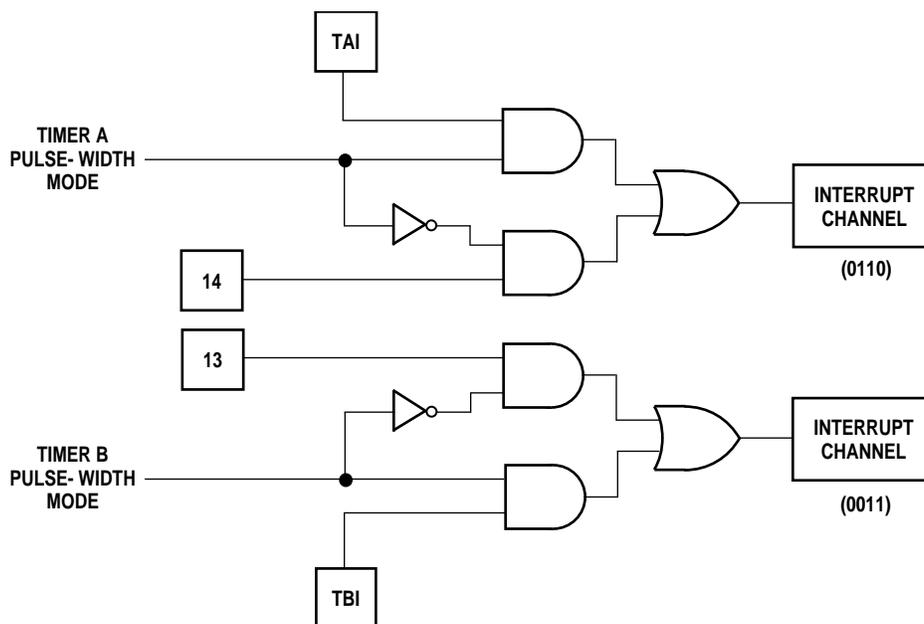 TAI
TIMER A
PULSE- WIDTH
MODE
INTERRUPT
CHANNEL
(0110)
14
13
TIMER B
PULSE- WIDTH
MODE
INTERRUPT
CHANNEL
(0011)
TBI